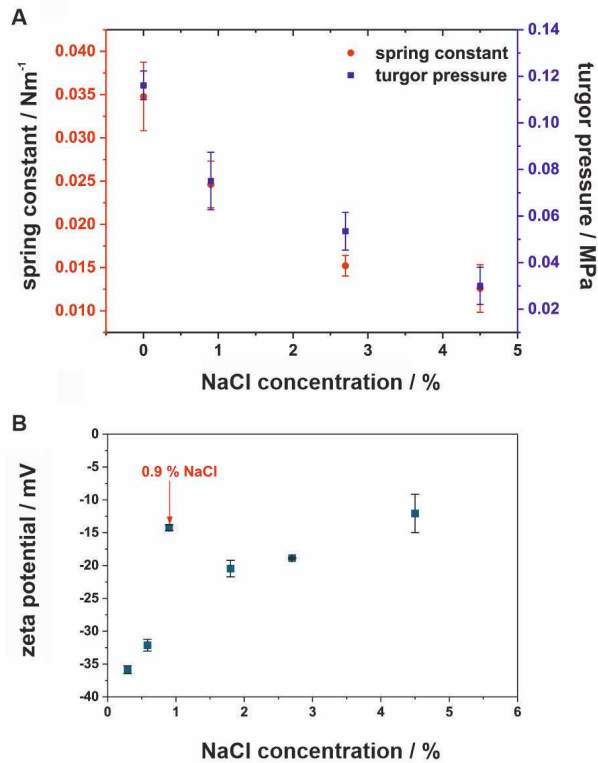 A
spring constant / Nm⁻¹
0.040
0.035
0.030
0.025
0.020
0.015
0.010
spring constant
turgor pressure
0.14
0.12
0.10
0.08
0.06
0.04
0.02
turgor pressure / MPa
0 1 2 3 4 5
NaCl concentration / %
B
zeta potential / mV
0
-5
-10
-15
-20
-25
-30
-35
-40
0.9 % NaCl
0 1 2 3 4 5 6
NaCl concentration / %